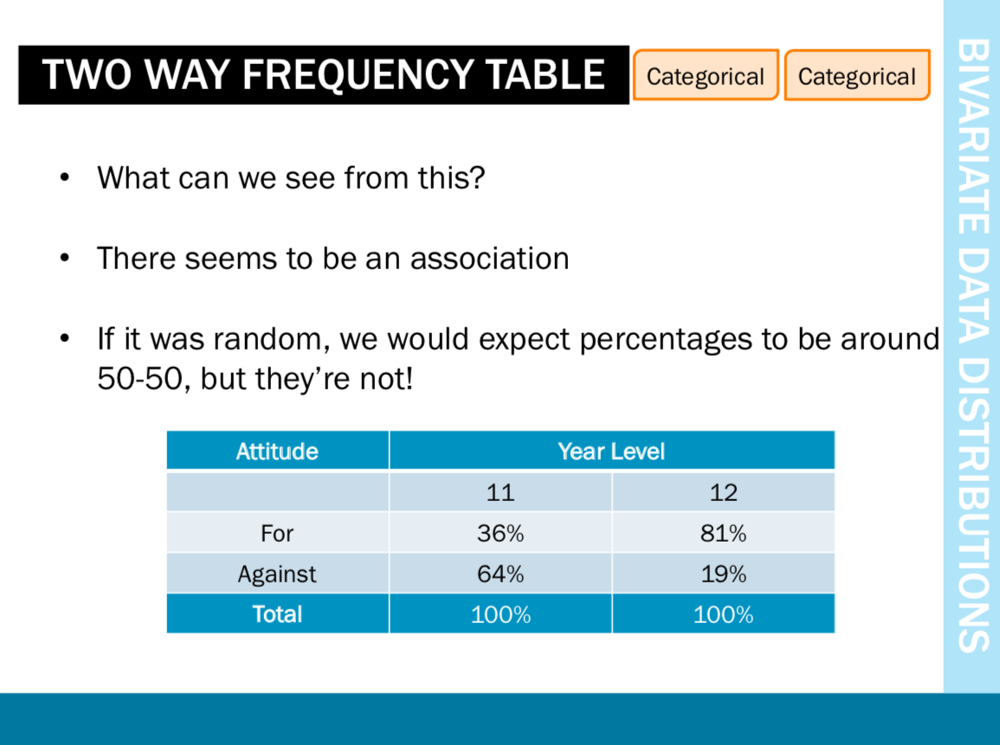 TWO WAY FREQUENCY TABLE
Categorical
Categorical
• What can we see from this?
• There seems to be an association
• If it was random, we would expect percentages to be around
50-50, but they’re not!
Attitude Year Level
11 12
For 36% 81%
Against 64% 19%
Total 100% 100%
BIVARIATE DATA DISTRIBUTIONS